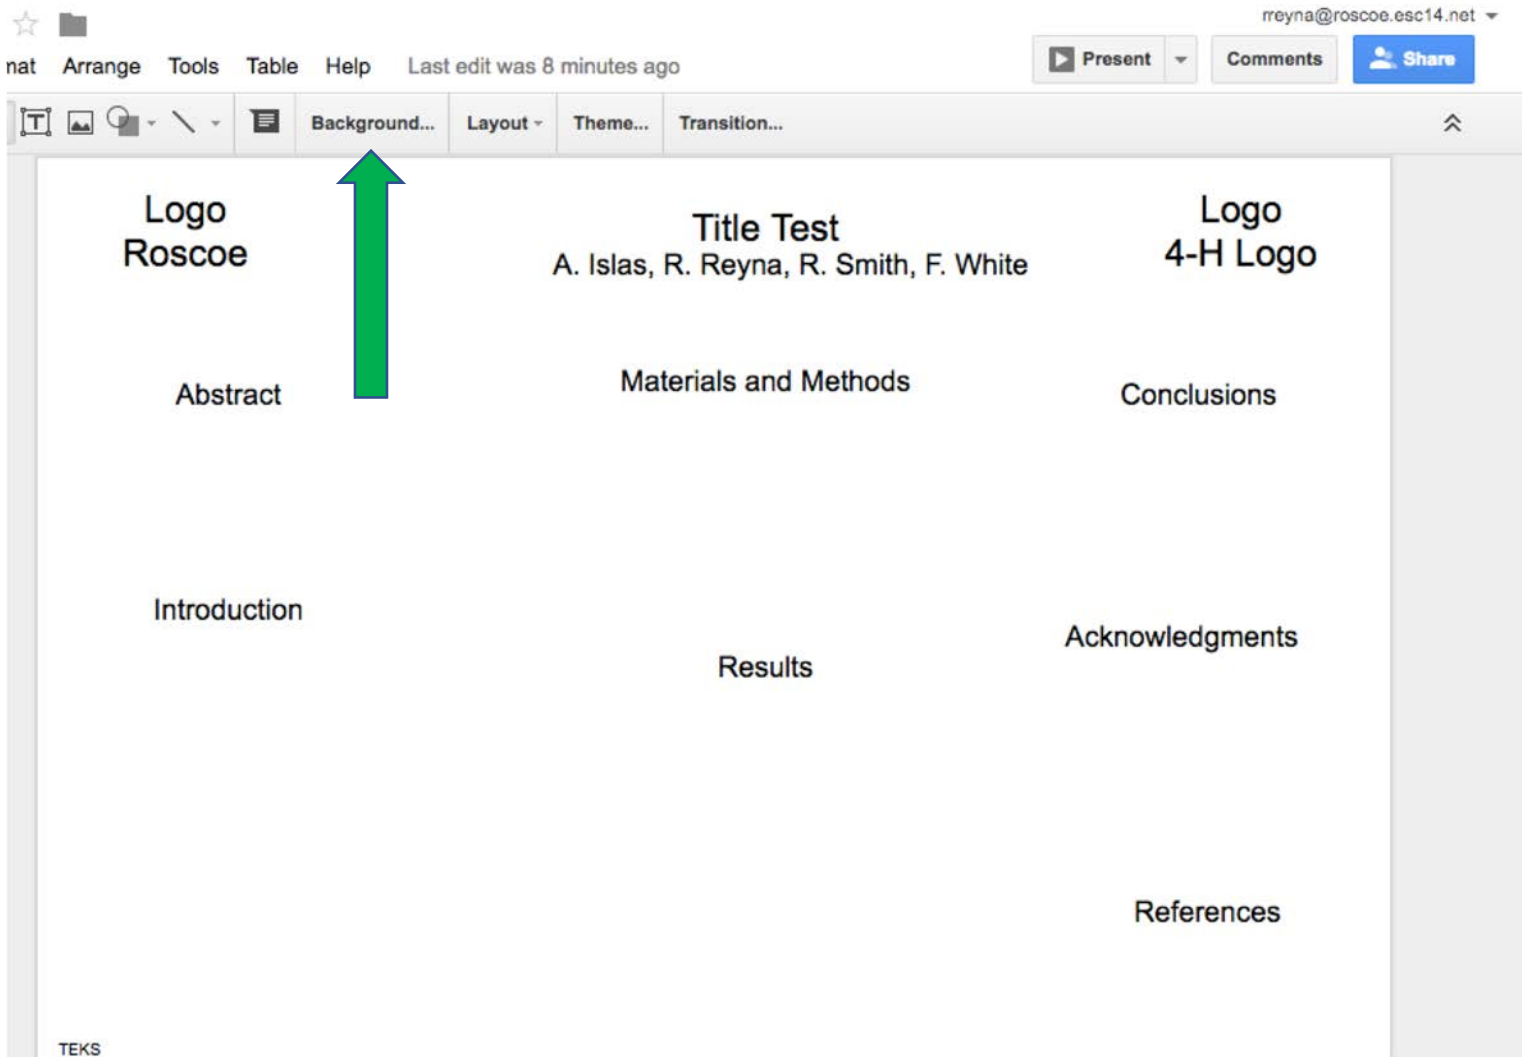 rreyna@roscoe.esc14.net
mat Arrange Tools Table Help Last edit was 8 minutes ago Present Comments Share
Background... Layout Theme... Transition...
Logo
Roscoe
Title Test
A. Islas, R. Reyna, R. Smith, F. White
Logo
4-H Logo
Abstract
Materials and Methods
Conclusions
Introduction
Results
Acknowledgments
References
TEKS